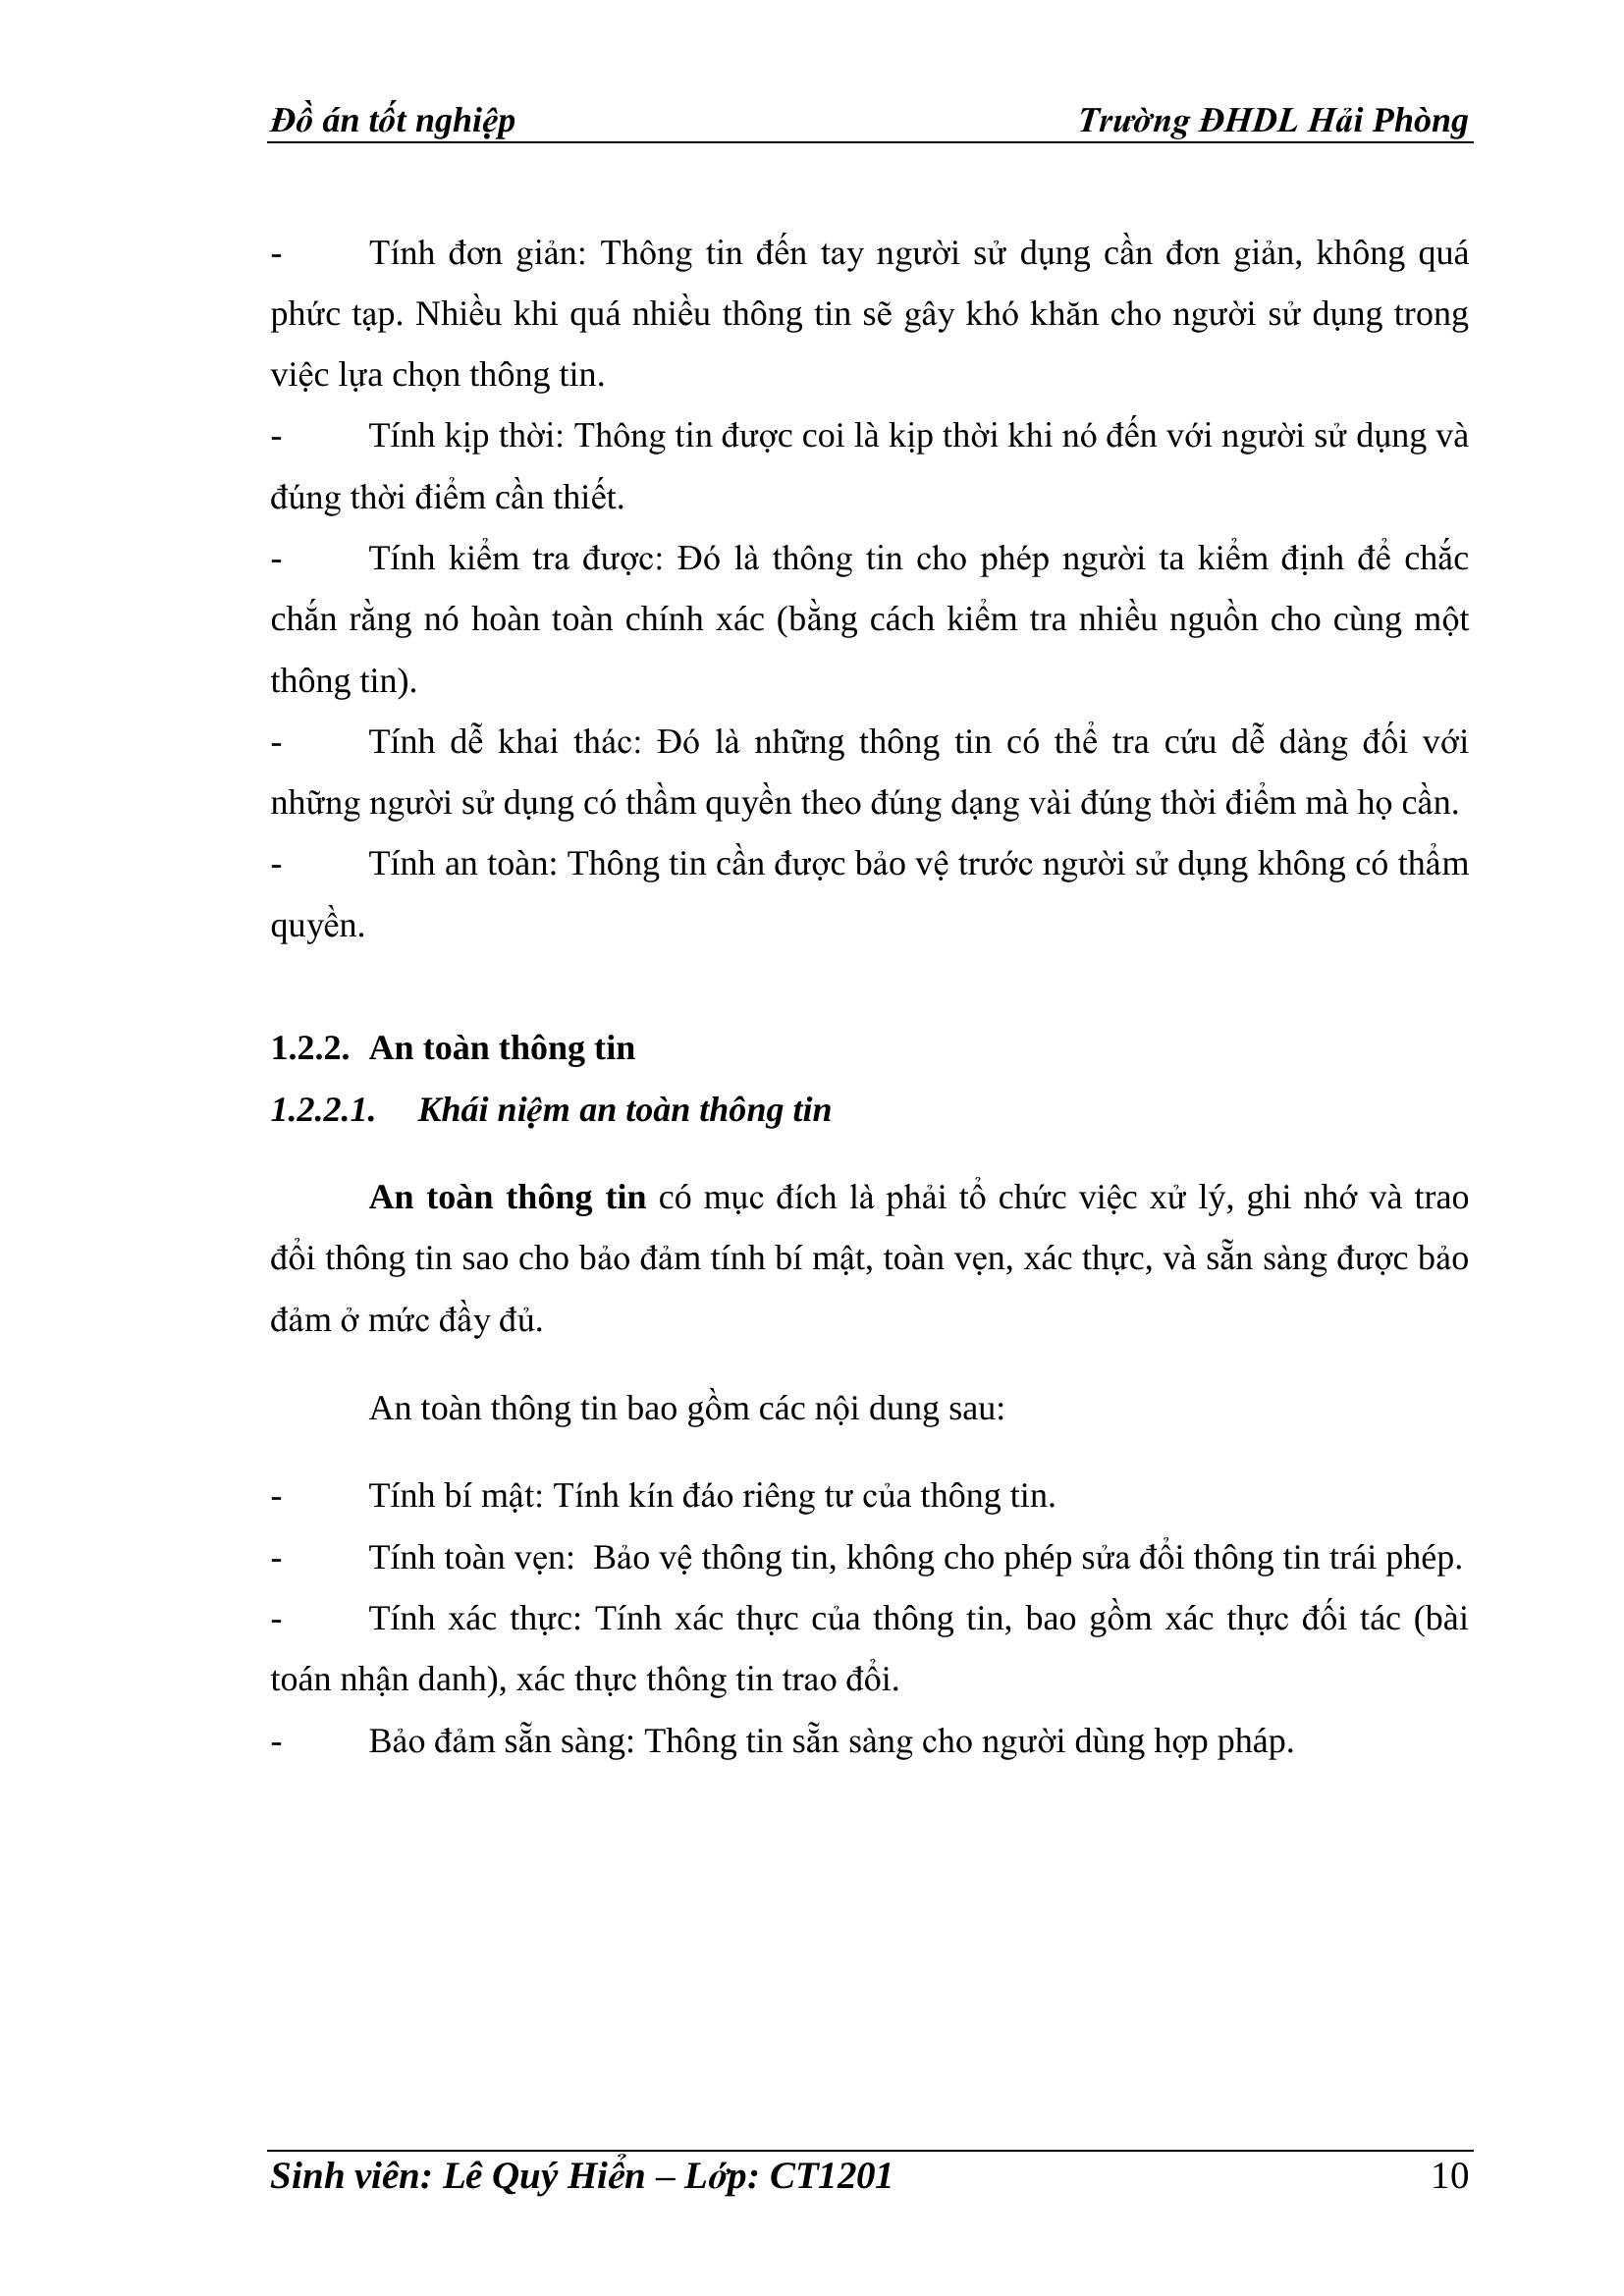 Đồ án tốt nghiệp Trường ĐHDL Hải Phòng
- Tính đơn giản: Thông tin đến tay người sử dụng cần đơn giản, không quá
phức tạp. Nhiều khi quá nhiều thông tin sẽ gây khó khăn cho người sử dụng trong
việc lựa chọn thông tin.
- Tính kịp thời: Thông tin được coi là kịp thời khi nó đến với người sử dụng và
đúng thời điểm cần thiết.
- Tính kiểm tra được: Đó là thông tin cho phép người ta kiểm định để chắc
chắn rằng nó hoàn toàn chính xác (bằng cách kiểm tra nhiều nguồn cho cùng một
thông tin).
- Tính dễ khai thác: Đó là những thông tin có thể tra cứu dễ dàng đối với
những người sử dụng có thầm quyền theo đúng dạng vài đúng thời điểm mà họ cần.
- Tính an toàn: Thông tin cần được bảo vệ trước người sử dụng không có thẩm
quyền.
1.2.2. An toàn thông tin
1.2.2.1. Khái niệm an toàn thông tin
An toàn thông tin có mục đích là phải tổ chức việc xử lý, ghi nhớ và trao
đổi thông tin sao cho bảo đảm tính bí mật, toàn vẹn, xác thực, và sẵn sàng được bảo
đảm ở mức đầy đủ.
An toàn thông tin bao gồm các nội dung sau:
- Tính bí mật: Tính kín đáo riêng tư của thông tin.
- Tính toàn vẹn: Bảo vệ thông tin, không cho phép sửa đổi thông tin trái phép.
- Tính xác thực: Tính xác thực của thông tin, bao gồm xác thực đối tác (bài
toán nhận danh), xác thực thông tin trao đổi.
- Bảo đảm sẵn sàng: Thông tin sẵn sàng cho người dùng hợp pháp.
Sinh viên: Lê Quý Hiển – Lớp: CT1201 10